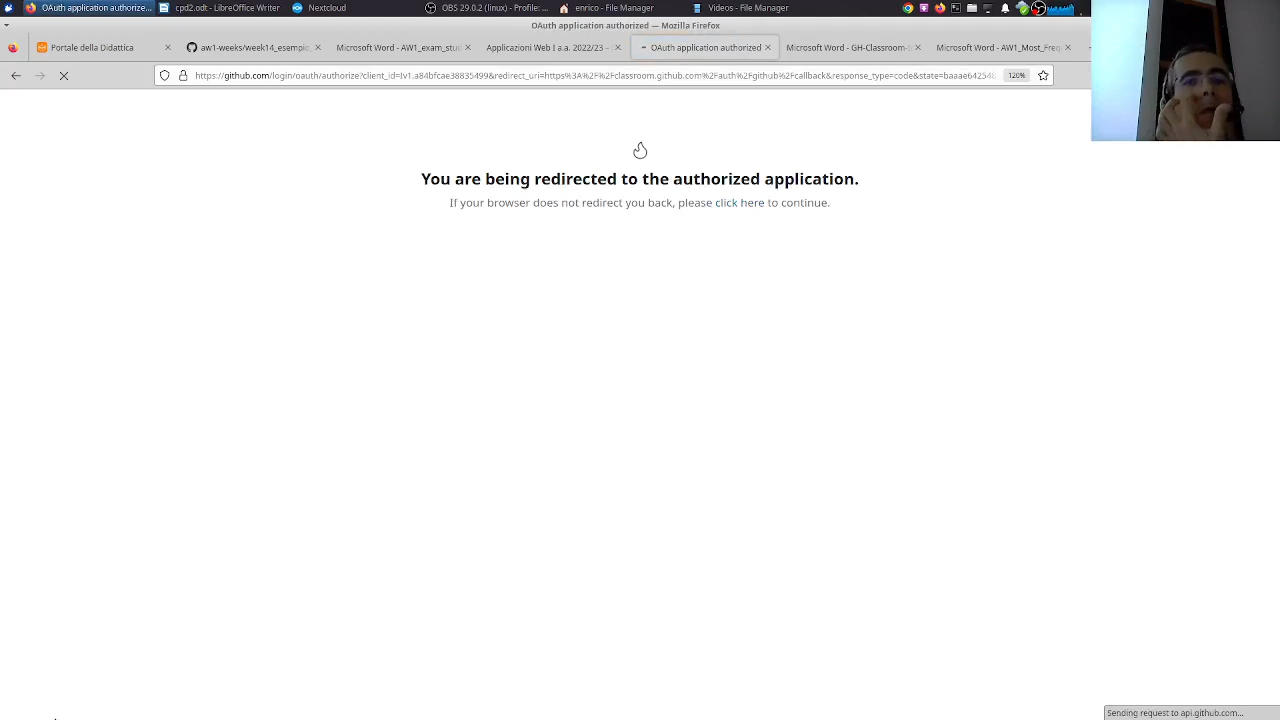 OAuth application authorize...
cpt2.odt - LibreOffice Writer
Nextcloud
OBS 29.0.2 (linux) - Profile: ...
enrico - File Manager
Videos - File Manager
OAuth application authorized — Mozilla Firefox
Portale della Didattica
aw1-weeks/week14_esempio_
Microsoft Word - AW1_exam_stu
Applicazioni Web I a.a. 2022/23 –
OAuth application authorized
Microsoft Word - GH-Classroom-
Microsoft Word - AW1_Most_Freq
https://github.com/login/oauth/authorize?client_id=Iv1.a84bfcae38835499&redirect_uri=https%3A%2F%2Fclassroom.github.com%2Fauth%2Fgithub%2Fcallback&response_type=code&state=baaae64254
120%
You are being redirected to the authorized application.
If your browser does not redirect you back, please click here to continue.
Sending request to api.github.com...